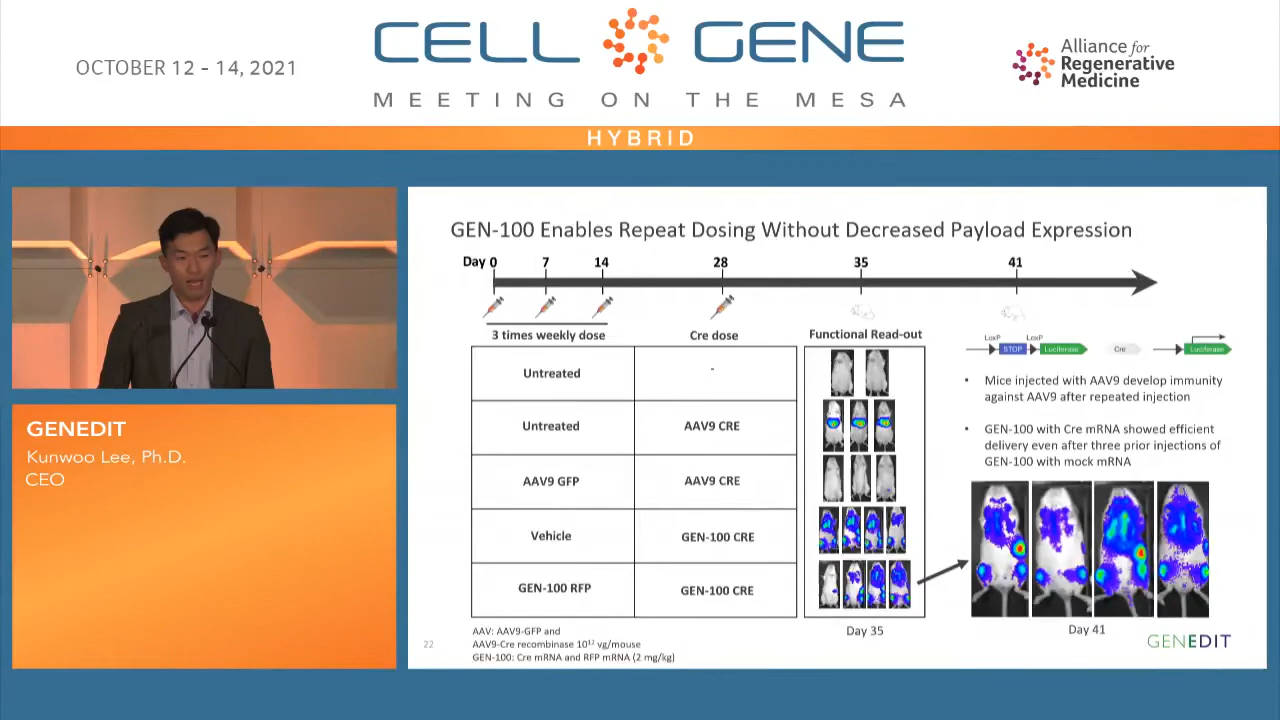 OCTOBER 12 - 14, 2021
CELL GENE
MEETING ON THE MESA
Alliance for
Regenerative
Medicine
HYBRID
GENEDIT
Kunwoo Lee, Ph.D.
CEO
GEN-100 Enables Repeat Dosing Without Decreased Payload Expression
Day 0 7 14 28 35 41
3 times weekly dose Cre dose Functional Read-out
Untreated -
Untreated AAV9 CRE
AAV9 GFP AAV9 CRE
Vehicle GEN-100 CRE
GEN-100 RFP GEN-100 CRE
Day 35
LoxP LoxP
STOP Luciferase Cre Luciferase
• Mice injected with AAV9 develop immunity
against AAV9 after repeated injection
• GEN-100 with Cre mRNA showed efficient
delivery even after three prior injections of
GEN-100 with mock mRNA
Day 41
AAV: AAV9-GFP and
AAV9-Cre recombinase 10¹² vg/mouse
GEN-100: Cre mRNA and RFP mRNA (2 mg/kg)
22
GENEDIT